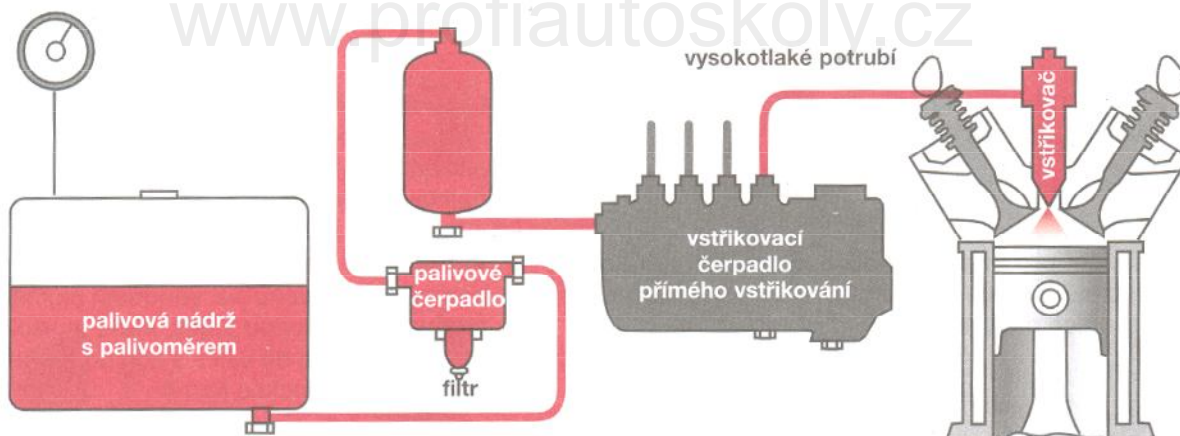 www.profiautoskoly.cz
vysokotlaké potrubí
vstřikovač
vstřikovací
čerpadlo
přímého vstřikování
palivové
čerpadlo
palivová nádrž
s palivoměrem
filtr